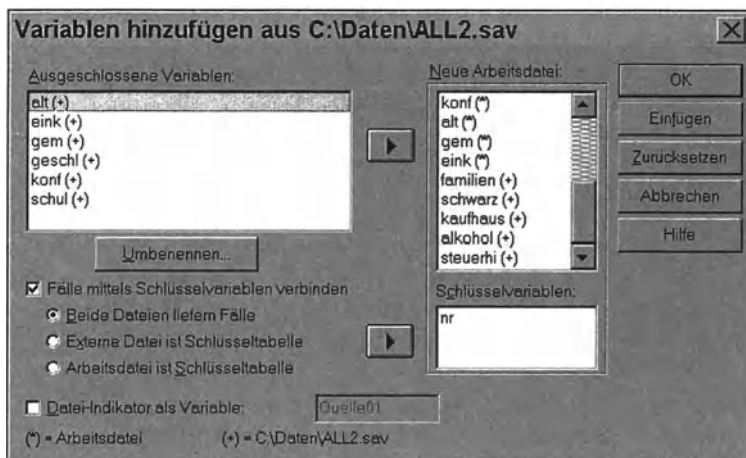 Variablen hinzufügen aus C:\Daten\ALL2.sav
Ausgeschlossene Variablen:
alt (+)
eink (+)
gem (+)
geschl (+)
konf (+)
schul (+)
Umbenennen...
Fälle mittels Schlüsselvariablen verbinden
Beide Dateien liefern Fälle
Externe Datei ist Schlüsseltabelle
Arbeitsdatei ist Schlüsseltabelle
Datei-Indikator als Variable:
Quelle01
(*) = Arbeitsdatei
(+) = C:\Daten\ALL2.sav
Neue Arbeitsdatei:
konf (*)
alt (*)
gem (*)
eink (*)
familien (+)
schwarz (+)
kaufhaus (+)
alkohol (+)
steuerhi (+)
Schlüsselvariablen:
nr
OK
Einfügen
Zurücksetzen
Abbrechen
Hilfe